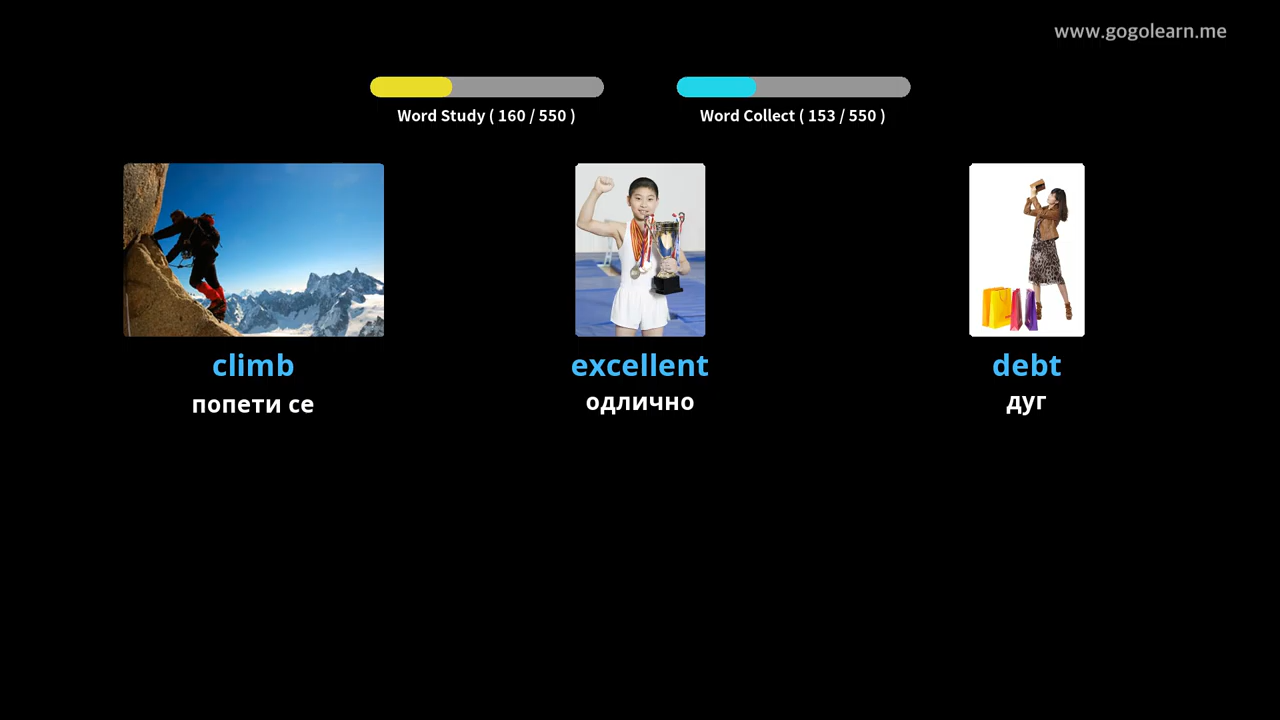 www.gogolearn.me
Word Study ( 160 / 550 )
Word Collect ( 153 / 550 )
climb
excellent
debt
попети се
одлично
дуг